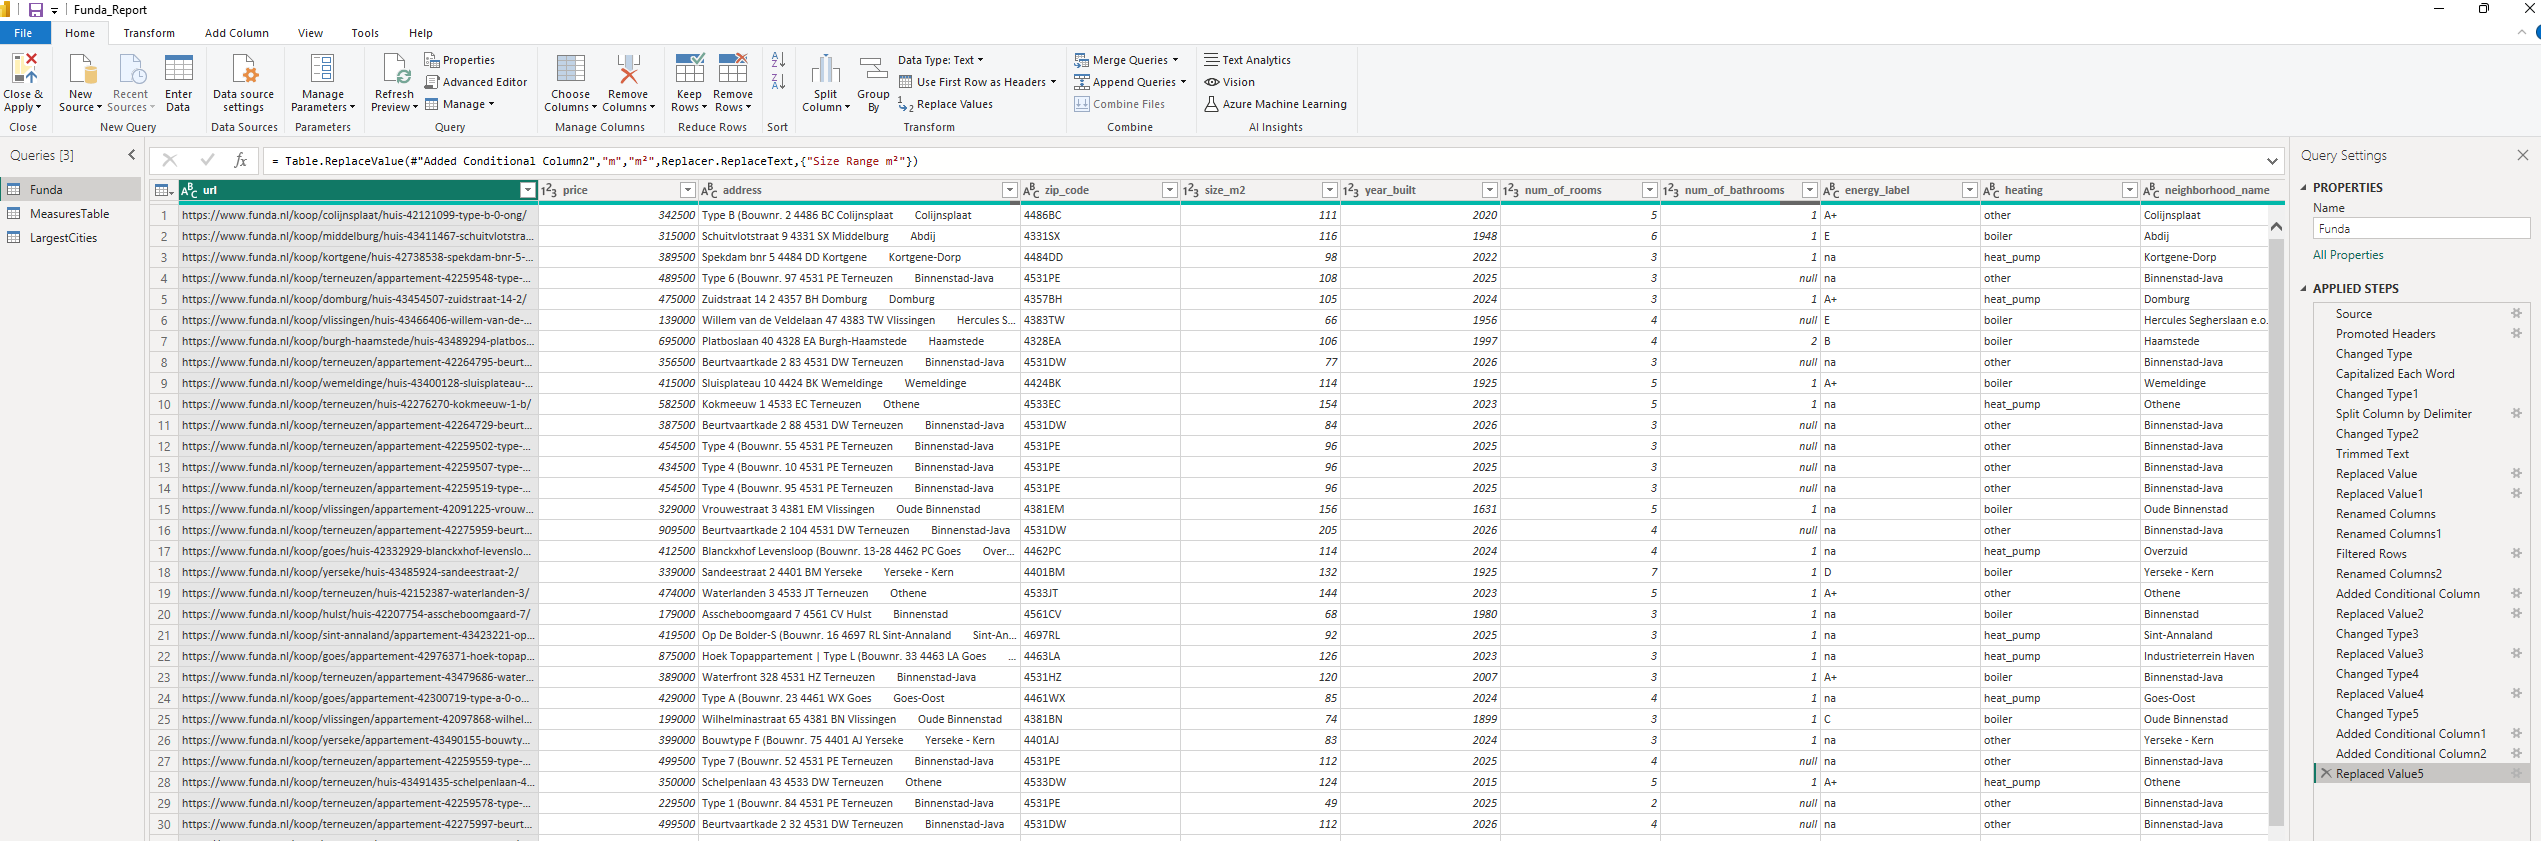 Funda_Report
File Home Transform Add Column View Tools Help
Close & Apply New Source Recent Sources Enter Data Data source settings Manage Parameters Refresh Preview Properties Advanced Editor Manage Choose Columns Remove Columns Keep Rows Remove Rows Split Column Group By Data Type: Text Use First Row as Headers Replace Values Merge Queries Append Queries Combine Files Text Analytics Vision Azure Machine Learning
Close New Query Data Sources Parameters Query Manage Columns Reduce Rows Sort Transform Combine AI Insights
Queries [3]
Funda
MeasuresTable
LargestCities
= Table.ReplaceValue(#"Added Conditional Column2","m","m²",Replacer.ReplaceText,{"Size Range m²"})
url price address zip_code size_m2 year_built num_of_rooms num_of_bathrooms energy_label heating neighborhood_name
1 https://www.funda.nl/koop/colijnsplaat/huis-42121099-type-b-0-ong/ 342500 Type B (Bouwnr. 2 4486 BC Colijnsplaat Colijnsplaat 4486BC 111 2020 5 1 A+ other Colijnsplaat
2 https://www.funda.nl/koop/middelburg/huis-43411467-schuitvlotstra... 315000 Schuitvlotstraat 9 4331 SX Middelburg Abdij 4331SX 116 1948 6 1 E boiler Abdij
3 https://www.funda.nl/koop/kortgene/huis-42738538-spekdam-bnr-5-... 389500 Spekdam bnr 5 4484 DD Kortgene Kortgene-Dorp 4484DD 98 2022 3 1 na heat_pump Kortgene-Dorp
4 https://www.funda.nl/koop/terneuzen/appartement-42259548-type-... 489500 Type 6 (Bouwnr. 97 4531 PE Terneuzen Binnenstad-Java 4531PE 108 2025 3 null na other Binnenstad-Java
5 https://www.funda.nl/koop/domburg/huis-43454507-zuidstraat-14-2/ 475000 Zuidstraat 14 2 4357 BH Domburg Domburg 4357BH 105 2024 3 1 A+ heat_pump Domburg
6 https://www.funda.nl/koop/vlissingen/huis-43466406-willem-van-de-... 139000 Willem van de Veldelaan 47 4383 TW Vlissingen Hercules S... 4383TW 66 1956 4 null E boiler Hercules Segherslaan e.o.
7 https://www.funda.nl/koop/burgh-haamstede/huis-43489294-platbos... 695000 Platboslaan 40 4328 EA Burgh-Haamstede Haamstede 4328EA 106 1997 4 2 B boiler Haamstede
8 https://www.funda.nl/koop/terneuzen/appartement-42264795-beurt... 356500 Beurtvaartkade 2 83 4531 DW Terneuzen Binnenstad-Java 4531DW 77 2026 3 null na other Binnenstad-Java
9 https://www.funda.nl/koop/wemeldinge/huis-43400128-sluisplateau-... 415000 Sluisplateau 10 4424 BK Wemeldinge Wemeldinge 4424BK 114 1925 5 1 A+ boiler Wemeldinge
10 https://www.funda.nl/koop/terneuzen/huis-42276270-kokmeeuw-1-b/ 582500 Kokmeeuw 1 4533 EC Terneuzen Othene 4533EC 154 2023 5 1 na heat_pump Othene
11 https://www.funda.nl/koop/terneuzen/appartement-42264729-beurt... 387500 Beurtvaartkade 2 88 4531 DW Terneuzen Binnenstad-Java 4531DW 84 2026 3 null na other Binnenstad-Java
12 https://www.funda.nl/koop/terneuzen/appartement-42259502-type-... 454500 Type 4 (Bouwnr. 55 4531 PE Terneuzen Binnenstad-Java 4531PE 96 2025 3 null na other Binnenstad-Java
13 https://www.funda.nl/koop/terneuzen/appartement-42259507-type-... 434500 Type 4 (Bouwnr. 10 4531 PE Terneuzen Binnenstad-Java 4531PE 96 2025 3 null na other Binnenstad-Java
14 https://www.funda.nl/koop/terneuzen/appartement-42259519-type-... 454500 Type 4 (Bouwnr. 95 4531 PE Terneuzen Binnenstad-Java 4531PE 96 2025 3 null na other Binnenstad-Java
15 https://www.funda.nl/koop/vlissingen/appartement-42091225-vrouw... 329000 Vrouwestraat 3 4381 EM Vlissingen Oude Binnenstad 4381EM 156 1631 5 1 na boiler Oude Binnenstad
16 https://www.funda.nl/koop/terneuzen/appartement-42275959-beurt... 909500 Beurtvaartkade 2 104 4531 DW Terneuzen Binnenstad-Java 4531DW 205 2026 4 null na other Binnenstad-Java
17 https://www.funda.nl/koop/goes/huis-42332929-blanckxhof-levenslo... 412500 Blanckxhof Levensloop (Bouwnr. 13-28 4462 PC Goes Over... 4462PC 114 2024 4 1 na heat_pump Overzuid
18 https://www.funda.nl/koop/yerseke/huis-43485924-sandeestraat-2/ 339000 Sandeestraat 2 4401 BM Yerseke Yerseke - Kern 4401BM 132 1925 7 1 D boiler Yerseke - Kern
19 https://www.funda.nl/koop/terneuzen/huis-42152387-waterlanden-3/ 474000 Waterlanden 3 4533 JT Terneuzen Othene 4533JT 144 2023 5 1 A+ other Othene
20 https://www.funda.nl/koop/hulst/huis-42207754-asscheboomgaard-7/ 179000 Asscheboomgaard 7 4561 CV Hulst Binnenstad 4561CV 68 1980 3 1 na boiler Binnenstad
21 https://www.funda.nl/koop/sint-annaland/appartement-43423221-op... 419500 Op De Bolder-S (Bouwnr. 16 4697 RL Sint-Annaland Sint-An... 4697RL 92 2025 3 1 na heat_pump Sint-Annaland
22 https://www.funda.nl/koop/goes/appartement-42976371-hoek-topap... 875000 Hoek Topappartement | Type L (Bouwnr. 33 4463 LA Goes ... 4463LA 126 2023 3 1 na heat_pump Industrieterrein Haven
23 https://www.funda.nl/koop/terneuzen/appartement-43479686-water... 389000 Waterfront 328 4531 HZ Terneuzen Binnenstad-Java 4531HZ 120 2007 3 1 A+ boiler Binnenstad-Java
24 https://www.funda.nl/koop/goes/appartement-42300719-type-a-0-o... 429000 Type A (Bouwnr. 23 4461 WX Goes Goes-Oost 4461WX 85 2024 4 1 na heat_pump Goes-Oost
25 https://www.funda.nl/koop/vlissingen/appartement-42097868-wilhel... 199000 Wilhelminastraat 65 4381 BN Vlissingen Oude Binnenstad 4381BN 74 1899 3 1 C boiler Oude Binnenstad
26 https://www.funda.nl/koop/yerseke/appartement-43490155-bouwty... 399000 Bouwtype F (Bouwnr. 75 4401 AJ Yerseke Yerseke - Kern 4401AJ 83 2024 3 1 na other Yerseke - Kern
27 https://www.funda.nl/koop/terneuzen/appartement-42259559-type-... 499500 Type 7 (Bouwnr. 52 4531 PE Terneuzen Binnenstad-Java 4531PE 112 2025 4 null na other Binnenstad-Java
28 https://www.funda.nl/koop/terneuzen/huis-43491435-schelpenlaan-4... 350000 Schelpenlaan 43 4533 DW Terneuzen Othene 4533DW 124 2015 5 1 A+ heat_pump Othene
29 https://www.funda.nl/koop/terneuzen/appartement-42259578-type-... 229500 Type 1 (Bouwnr. 84 4531 PE Terneuzen Binnenstad-Java 4531PE 49 2025 2 null na other Binnenstad-Java
30 https://www.funda.nl/koop/terneuzen/appartement-42275997-beurt... 499500 Beurtvaartkade 2 32 4531 DW Terneuzen Binnenstad-Java 4531DW 112 2026 4 null na other Binnenstad-Java
Query Settings
PROPERTIES
Name
Funda
All Properties
APPLIED STEPS
Source
Promoted Headers
Changed Type
Capitalized Each Word
Changed Type1
Split Column by Delimiter
Changed Type2
Trimmed Text
Replaced Value
Replaced Value1
Renamed Columns
Renamed Columns1
Filtered Rows
Renamed Columns2
Added Conditional Column
Replaced Value2
Changed Type3
Replaced Value3
Changed Type4
Replaced Value4
Changed Type5
Added Conditional Column1
Added Conditional Column2
Replaced Value5